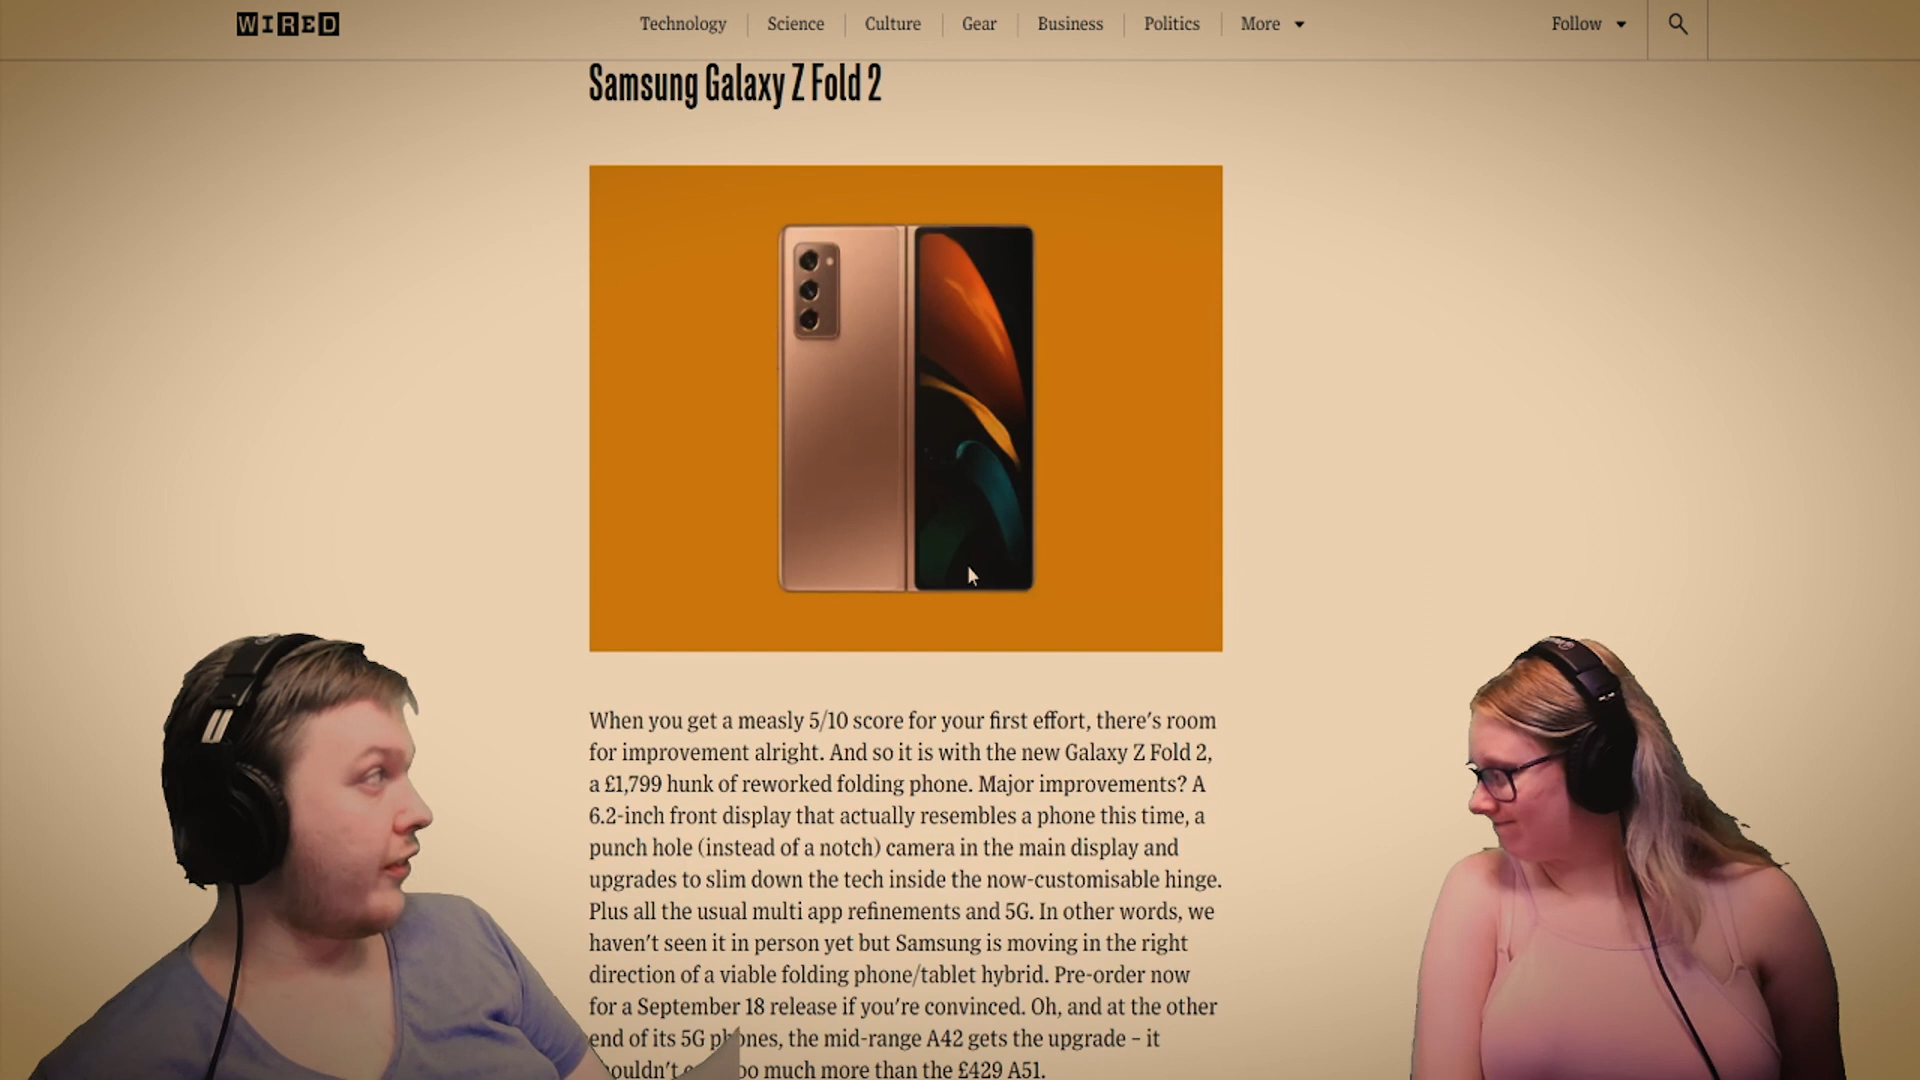 WIRED
Technology
Science
Culture
Gear
Business
Politics
More
Follow
Samsung Galaxy Z Fold 2
When you get a measly 5/10 score for your first effort, there's room
for improvement alright. And so it is with the new Galaxy Z Fold 2,
a £1,799 hunk of reworked folding phone. Major improvements? A
6.2-inch front display that actually resembles a phone this time, a
punch hole (instead of a notch) camera in the main display and
upgrades to slim down the tech inside the now-customisable hinge.
Plus all the usual multi app refinements and 5G. In other words, we
haven't seen it in person yet but Samsung is moving in the right
direction of a viable folding phone/tablet hybrid. Pre-order now
for a September 18 release if you're convinced. Oh, and at the other
end of its 5G phones, the mid-range A42 gets the upgrade – it
much more than the £429 A51.